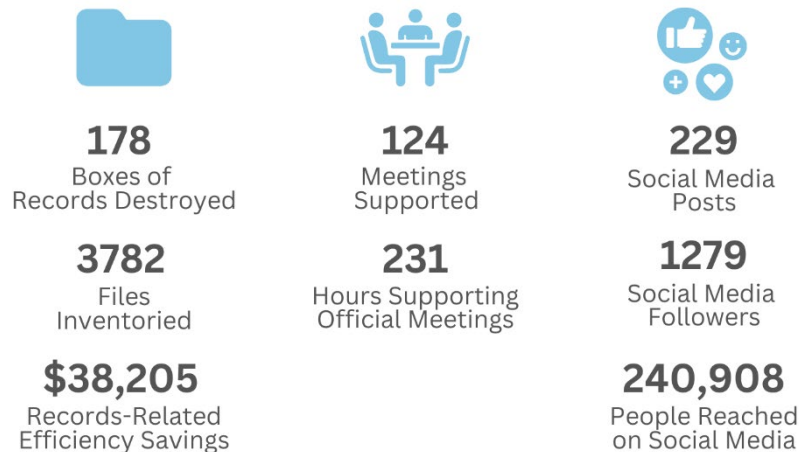 178
Boxes of
Records Destroyed
3782
Files
Inventoried
$38,205
Records-Related
Efficiency Savings
124
Meetings
Supported
231
Hours Supporting
Official Meetings
229
Social Media
Posts
1279
Social Media
Followers
240,908
People Reached
on Social Media